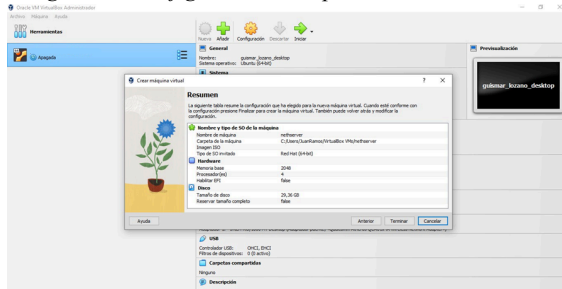 Oracle VM VirtualBox Administrador
Archivo Máquina Ayuda
Herramientas
Nueva Añadir Configuración Descartar Iniciar
Apagada
General
Nombre: guismar_lozano_desktop
Sistema operativo: Ubuntu (64-bit)
Sistema
Previsualización
guismar_lozano_desktop
Crear máquina virtual
Resumen
La siguiente tabla resume la configuración que ha elegido para la nueva máquina virtual. Cuando esté conforme con
la configuración presione Finalizar para crear la máquina virtual. También puede volver atrás y modificar la
configuración.
Nombre y tipo de SO de la máquina
Nombre de máquina nethserver
Carpeta de la máquina C:/Users/JuanRamos/VirtualBox VMs/nethserver
Imagen ISO
Tipo de SO invitado Red Hat (64-bit)
Hardware
Memoria base 2048
Procesador(es) 4
Habilitar EFI false
Disco
Tamaño de disco 29,36 GB
Reservar tamaño completo false
Ayuda Anterior Terminar Cancelar
USB
Controlador USB: OHCI, EHCI
Filtros de dispositivos: 0 (0 activo)
Carpetas compartidas
Ninguno
Descripción